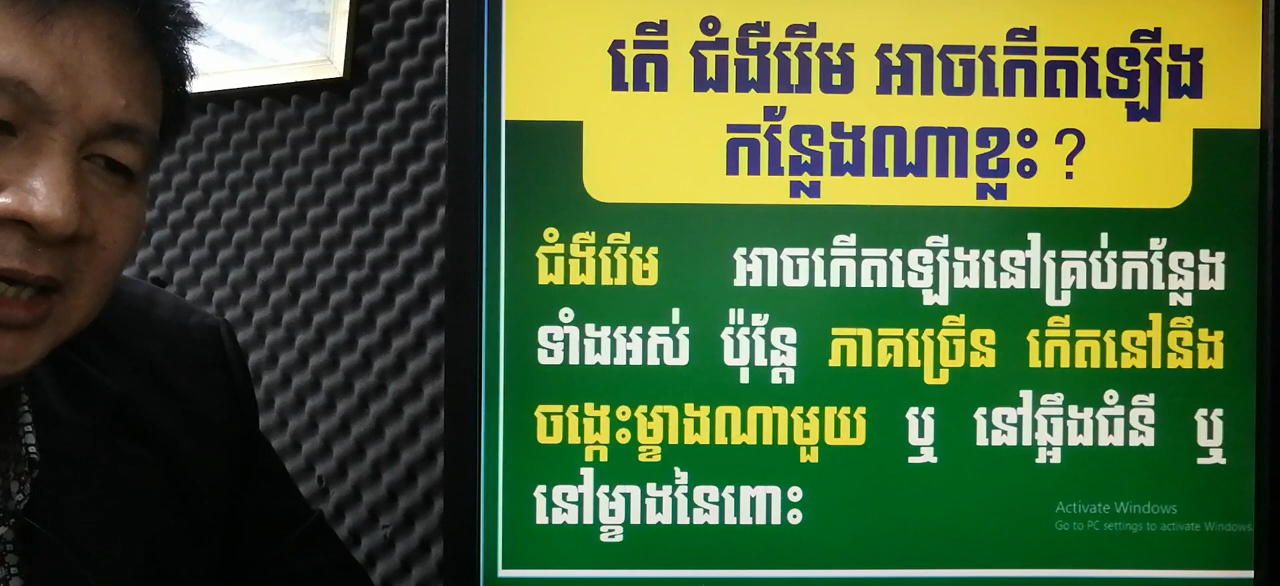 តើ ជំងឺរើម អាចកើតឡើង
កន្លែងណាខ្លះ ?
ជំងឺរើម អាចកើតឡើងនៅគ្រប់កន្លែង
ទាំងអស់ ប៉ុន្តែ ភាគច្រើន កើតនៅនឹង
ចង្កេះម្ខាងណាមួយ ឬ នៅឆ្អឹងជំនី ឬ
នៅម្ខាងនៃពោះ
Activate Windows
Go to PC settings to activate Windows.